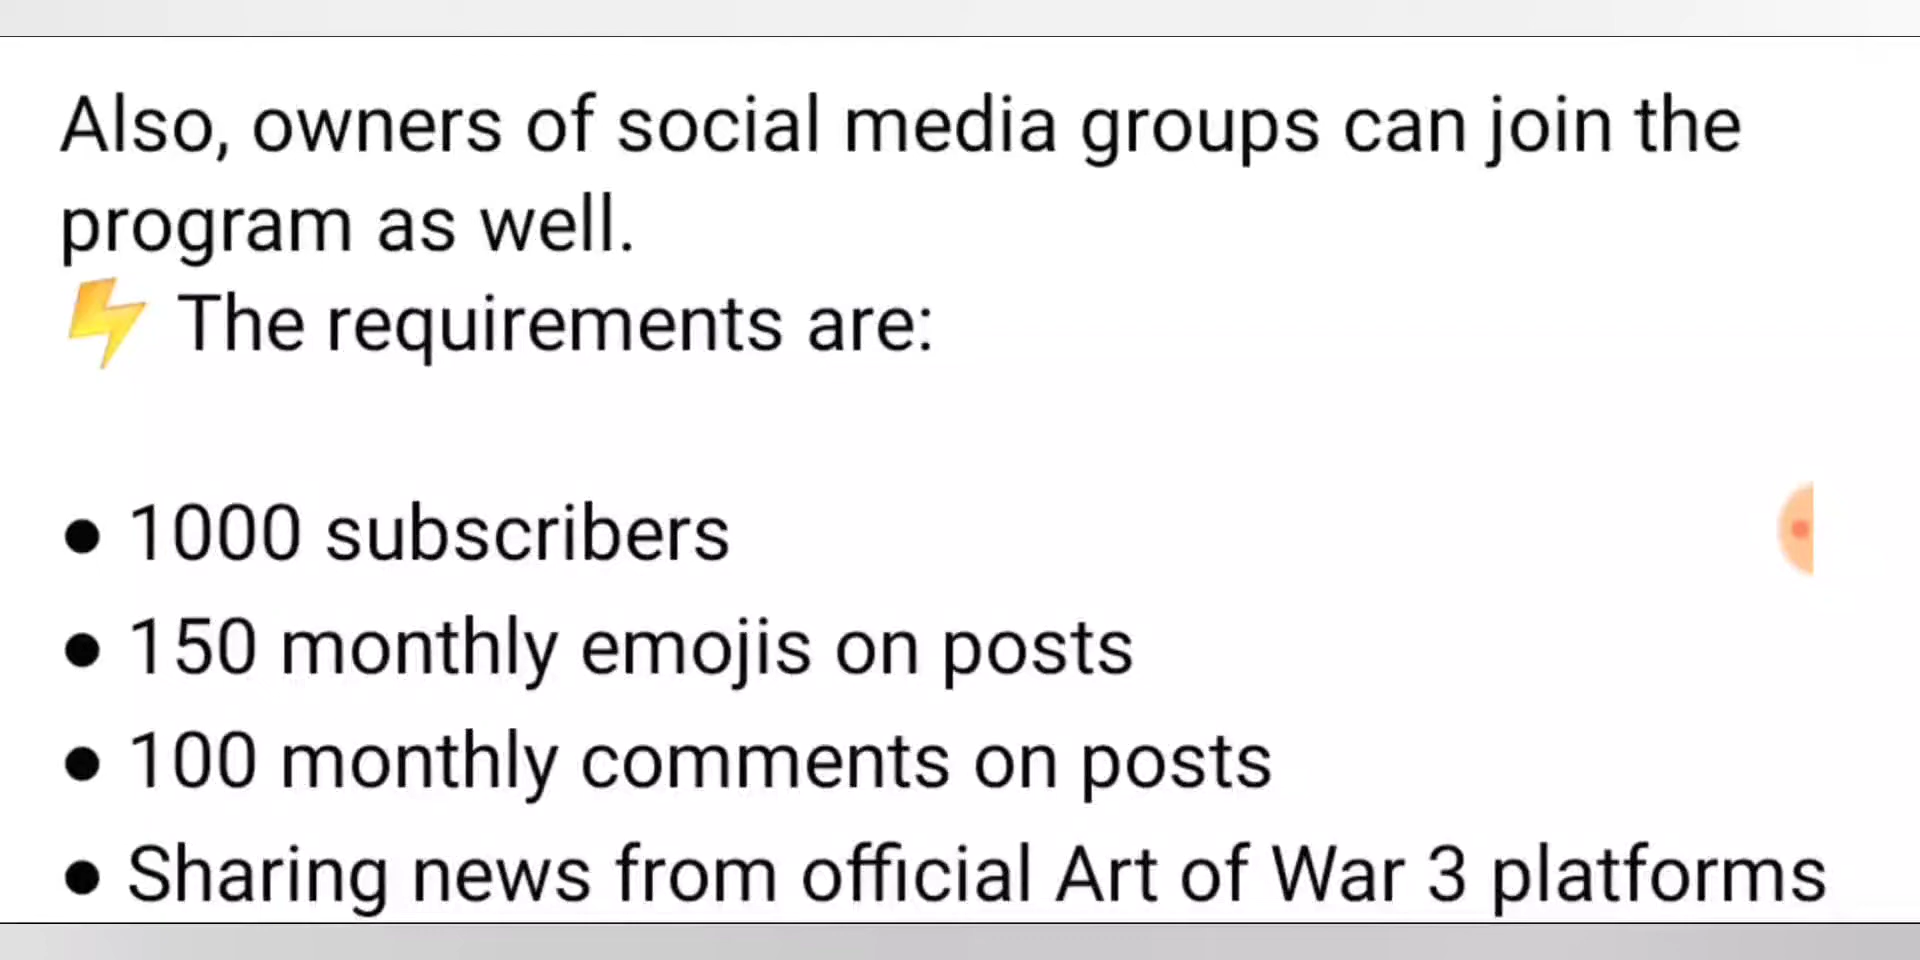 Also, owners of social media groups can join the
program as well.
⚡ The requirements are:
● 1000 subscribers
● 150 monthly emojis on posts
● 100 monthly comments on posts
● Sharing news from official Art of War 3 platforms